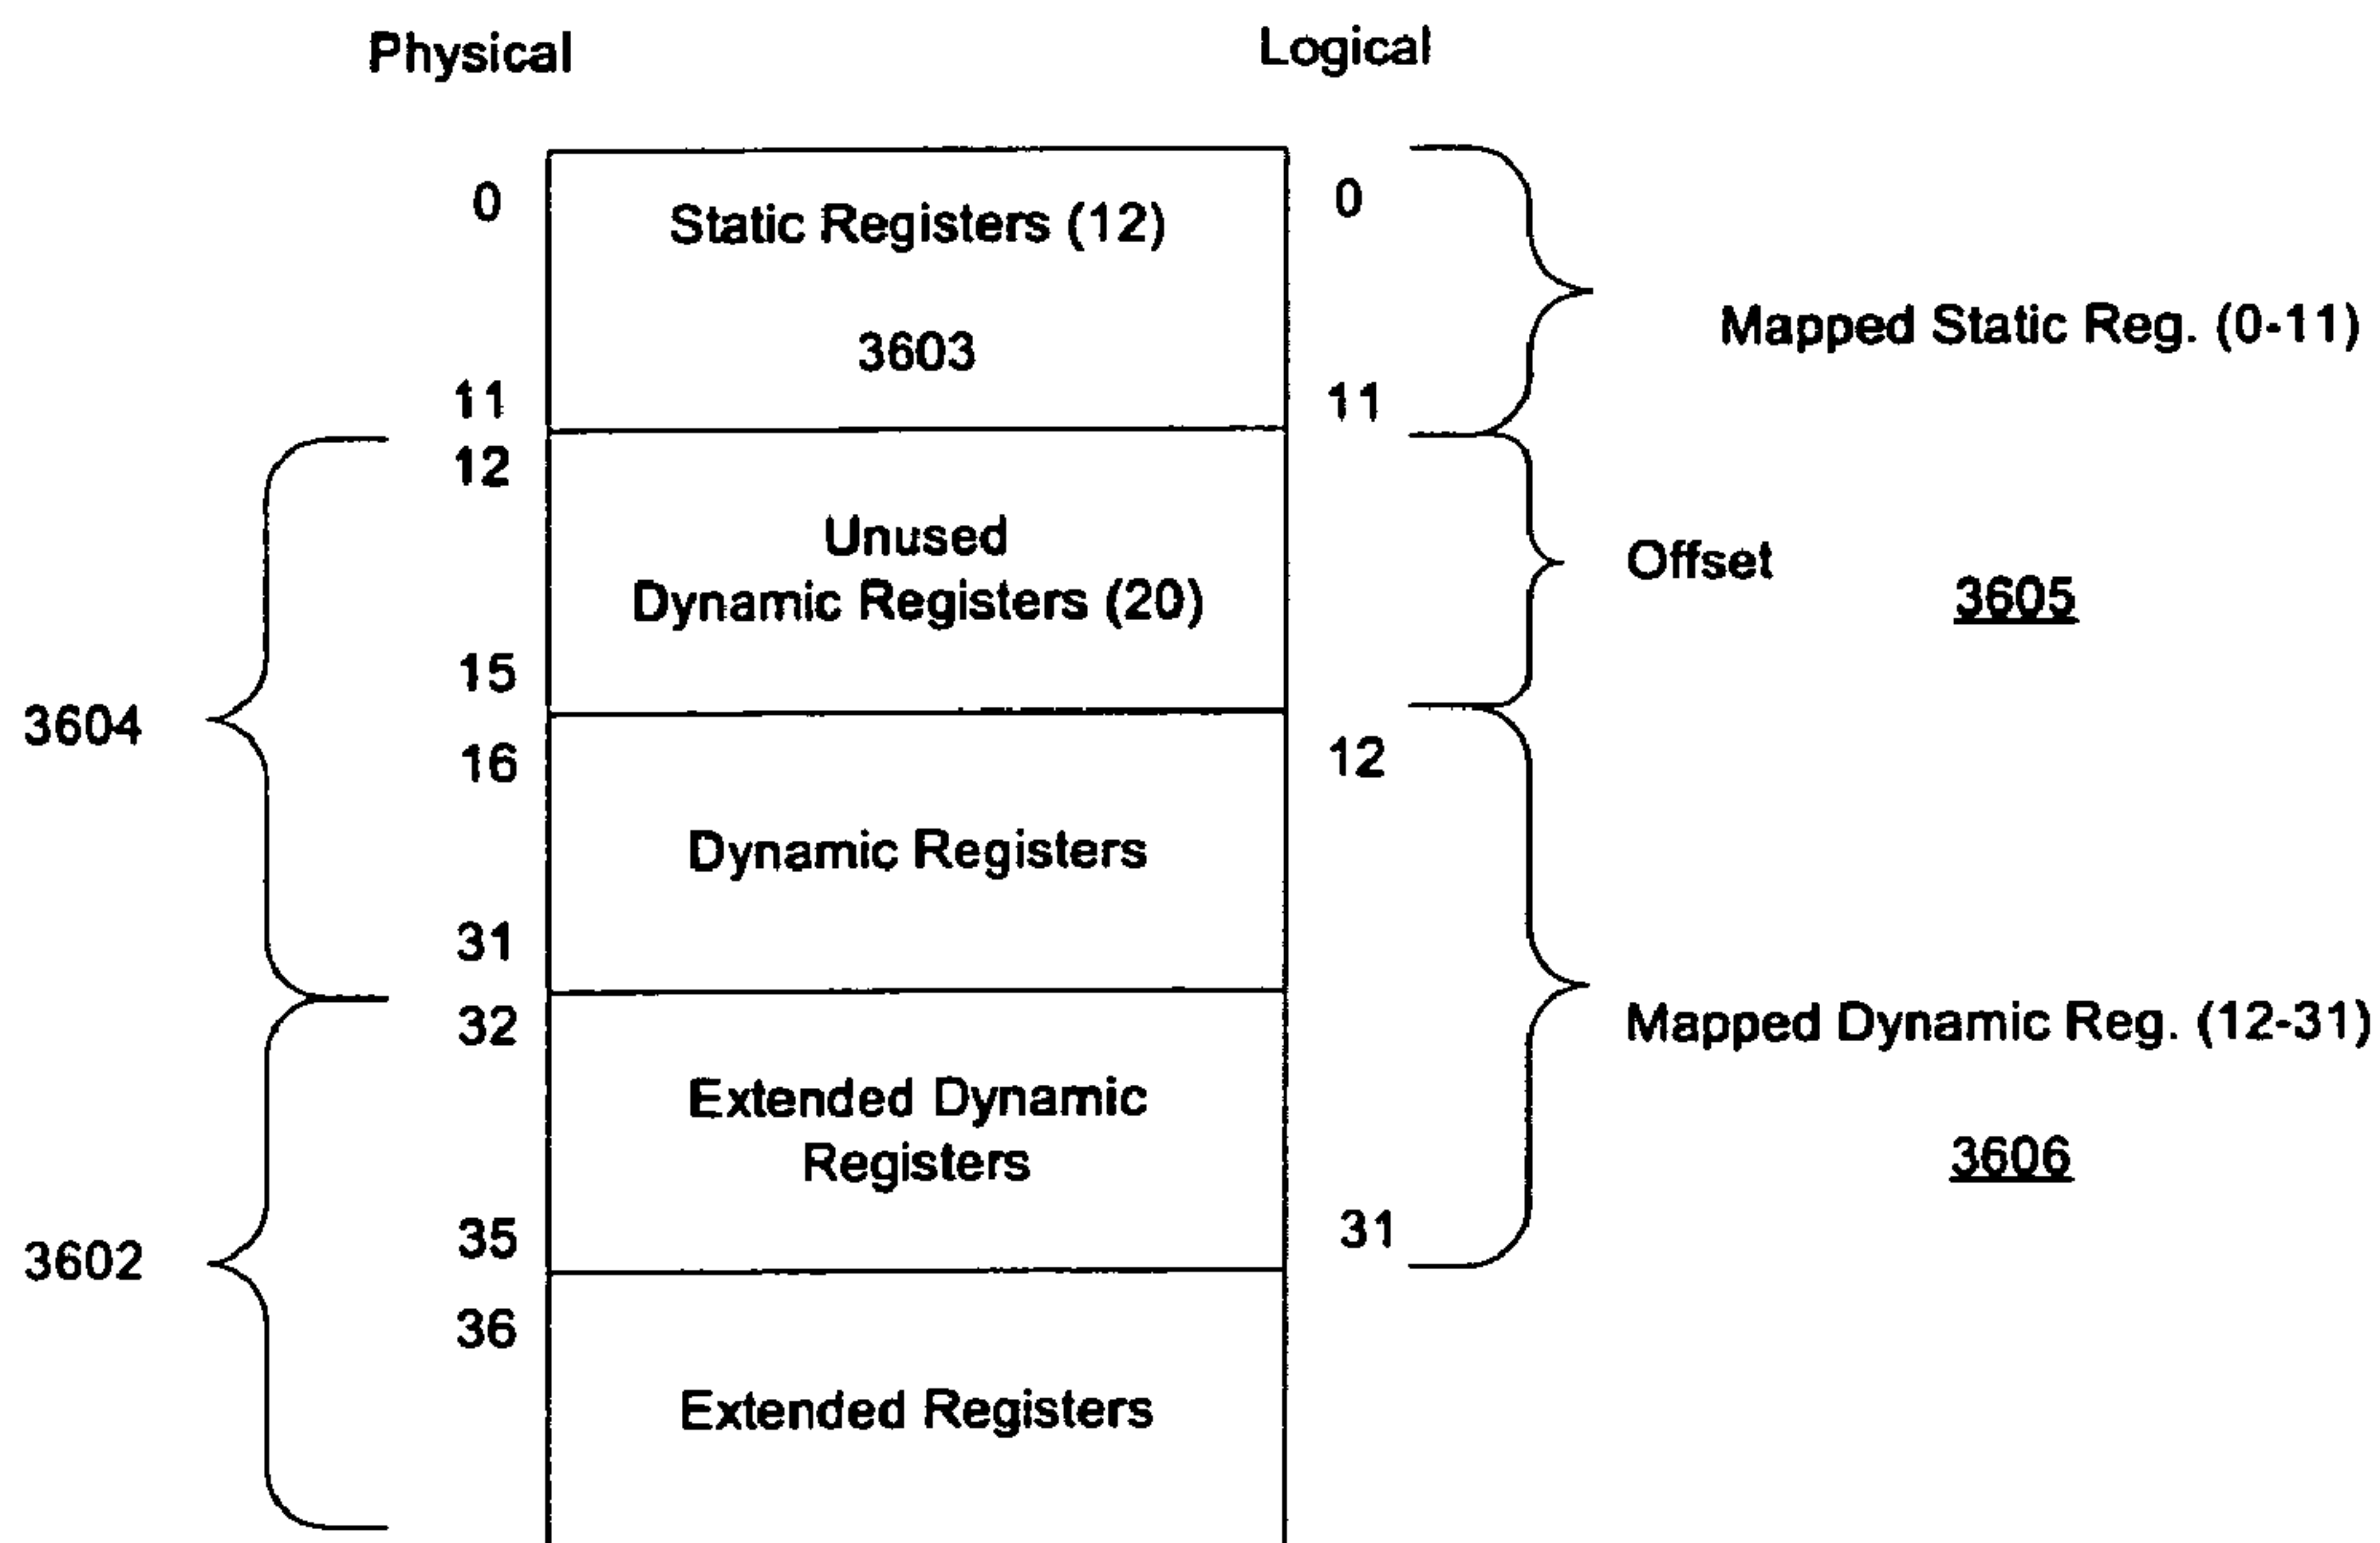 Physical
Logical
0
Static Registers (12)
0
3603
Mapped Static Reg. (0-11)
11
11
12
Unused
Dynamic Registers (20)
Offset
3605
15
3604
16
12
Dynamic Registers
31
32
Mapped Dynamic Reg. (12-31)
Extended Dynamic
Registers
3606
35
31
3602
36
Extended Registers